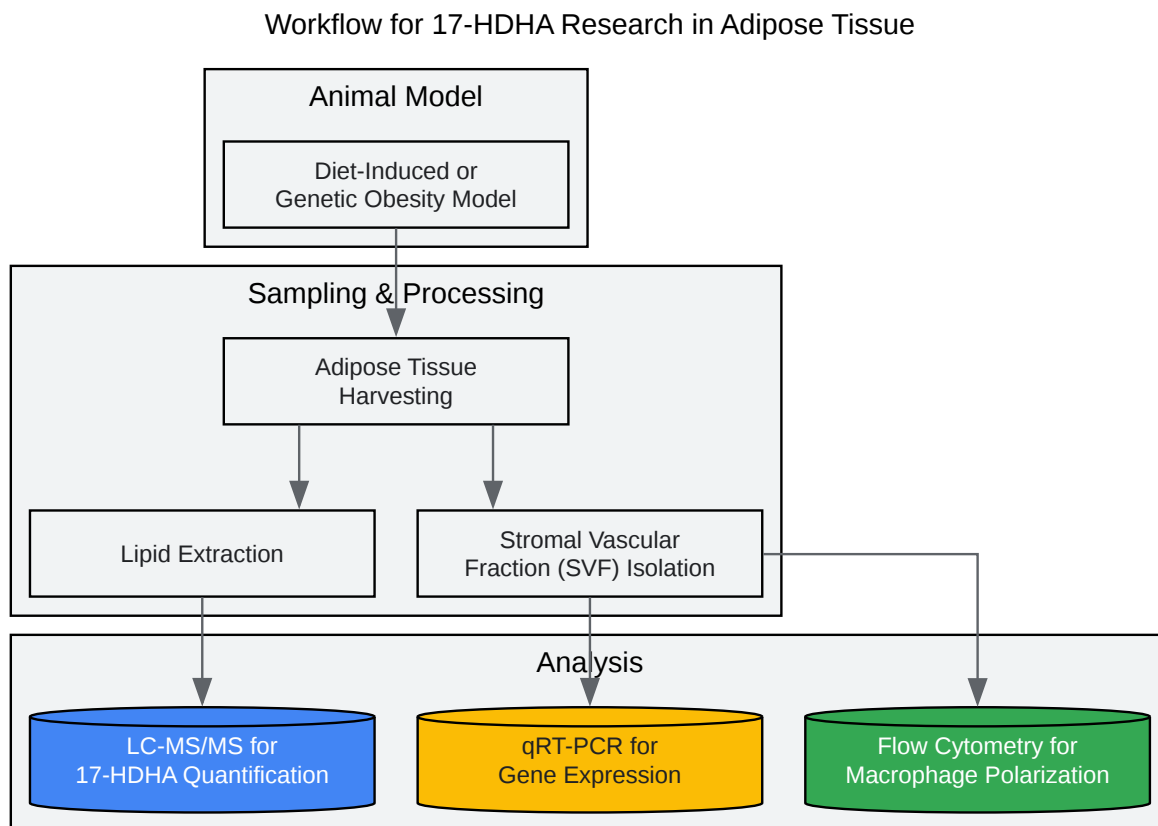 Workflow for 17-HDHA Research in Adipose Tissue
Animal Model
Diet-Induced or
Genetic Obesity Model
Sampling & Processing
Adipose Tissue
Harvesting
Lipid Extraction
Stromal Vascular
Fraction (SVF) Isolation
Analysis
LC-MS/MS for
17-HDHA Quantification
qRT-PCR for
Gene Expression
Flow Cytometry for
Macrophage Polarization